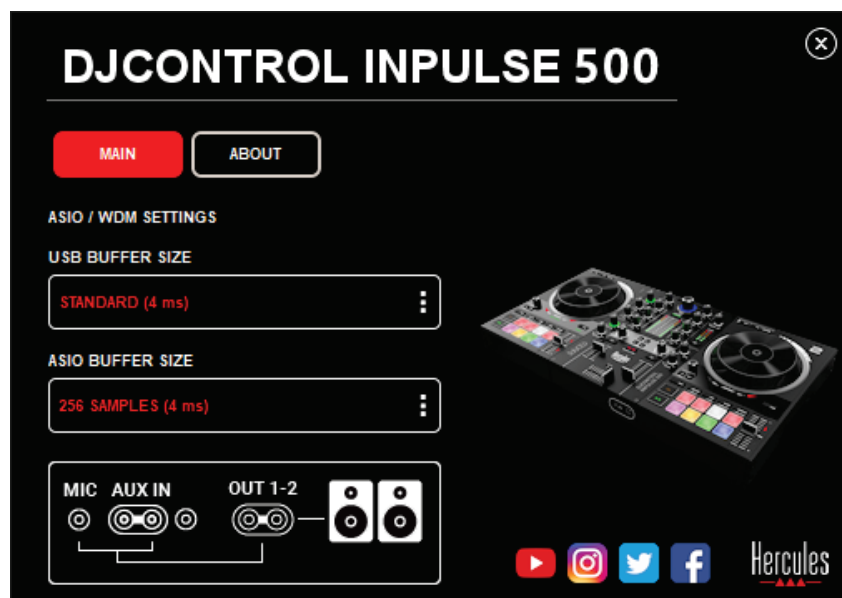 DJCONTROL INPULSE 500
MAIN
ABOUT
ASIO / WDM SETTINGS
USB BUFFER SIZE
STANDARD (4 ms)
ASIO BUFFER SIZE
256 SAMPLES (4 ms)
MIC AUX IN OUT 1-2
Hercules